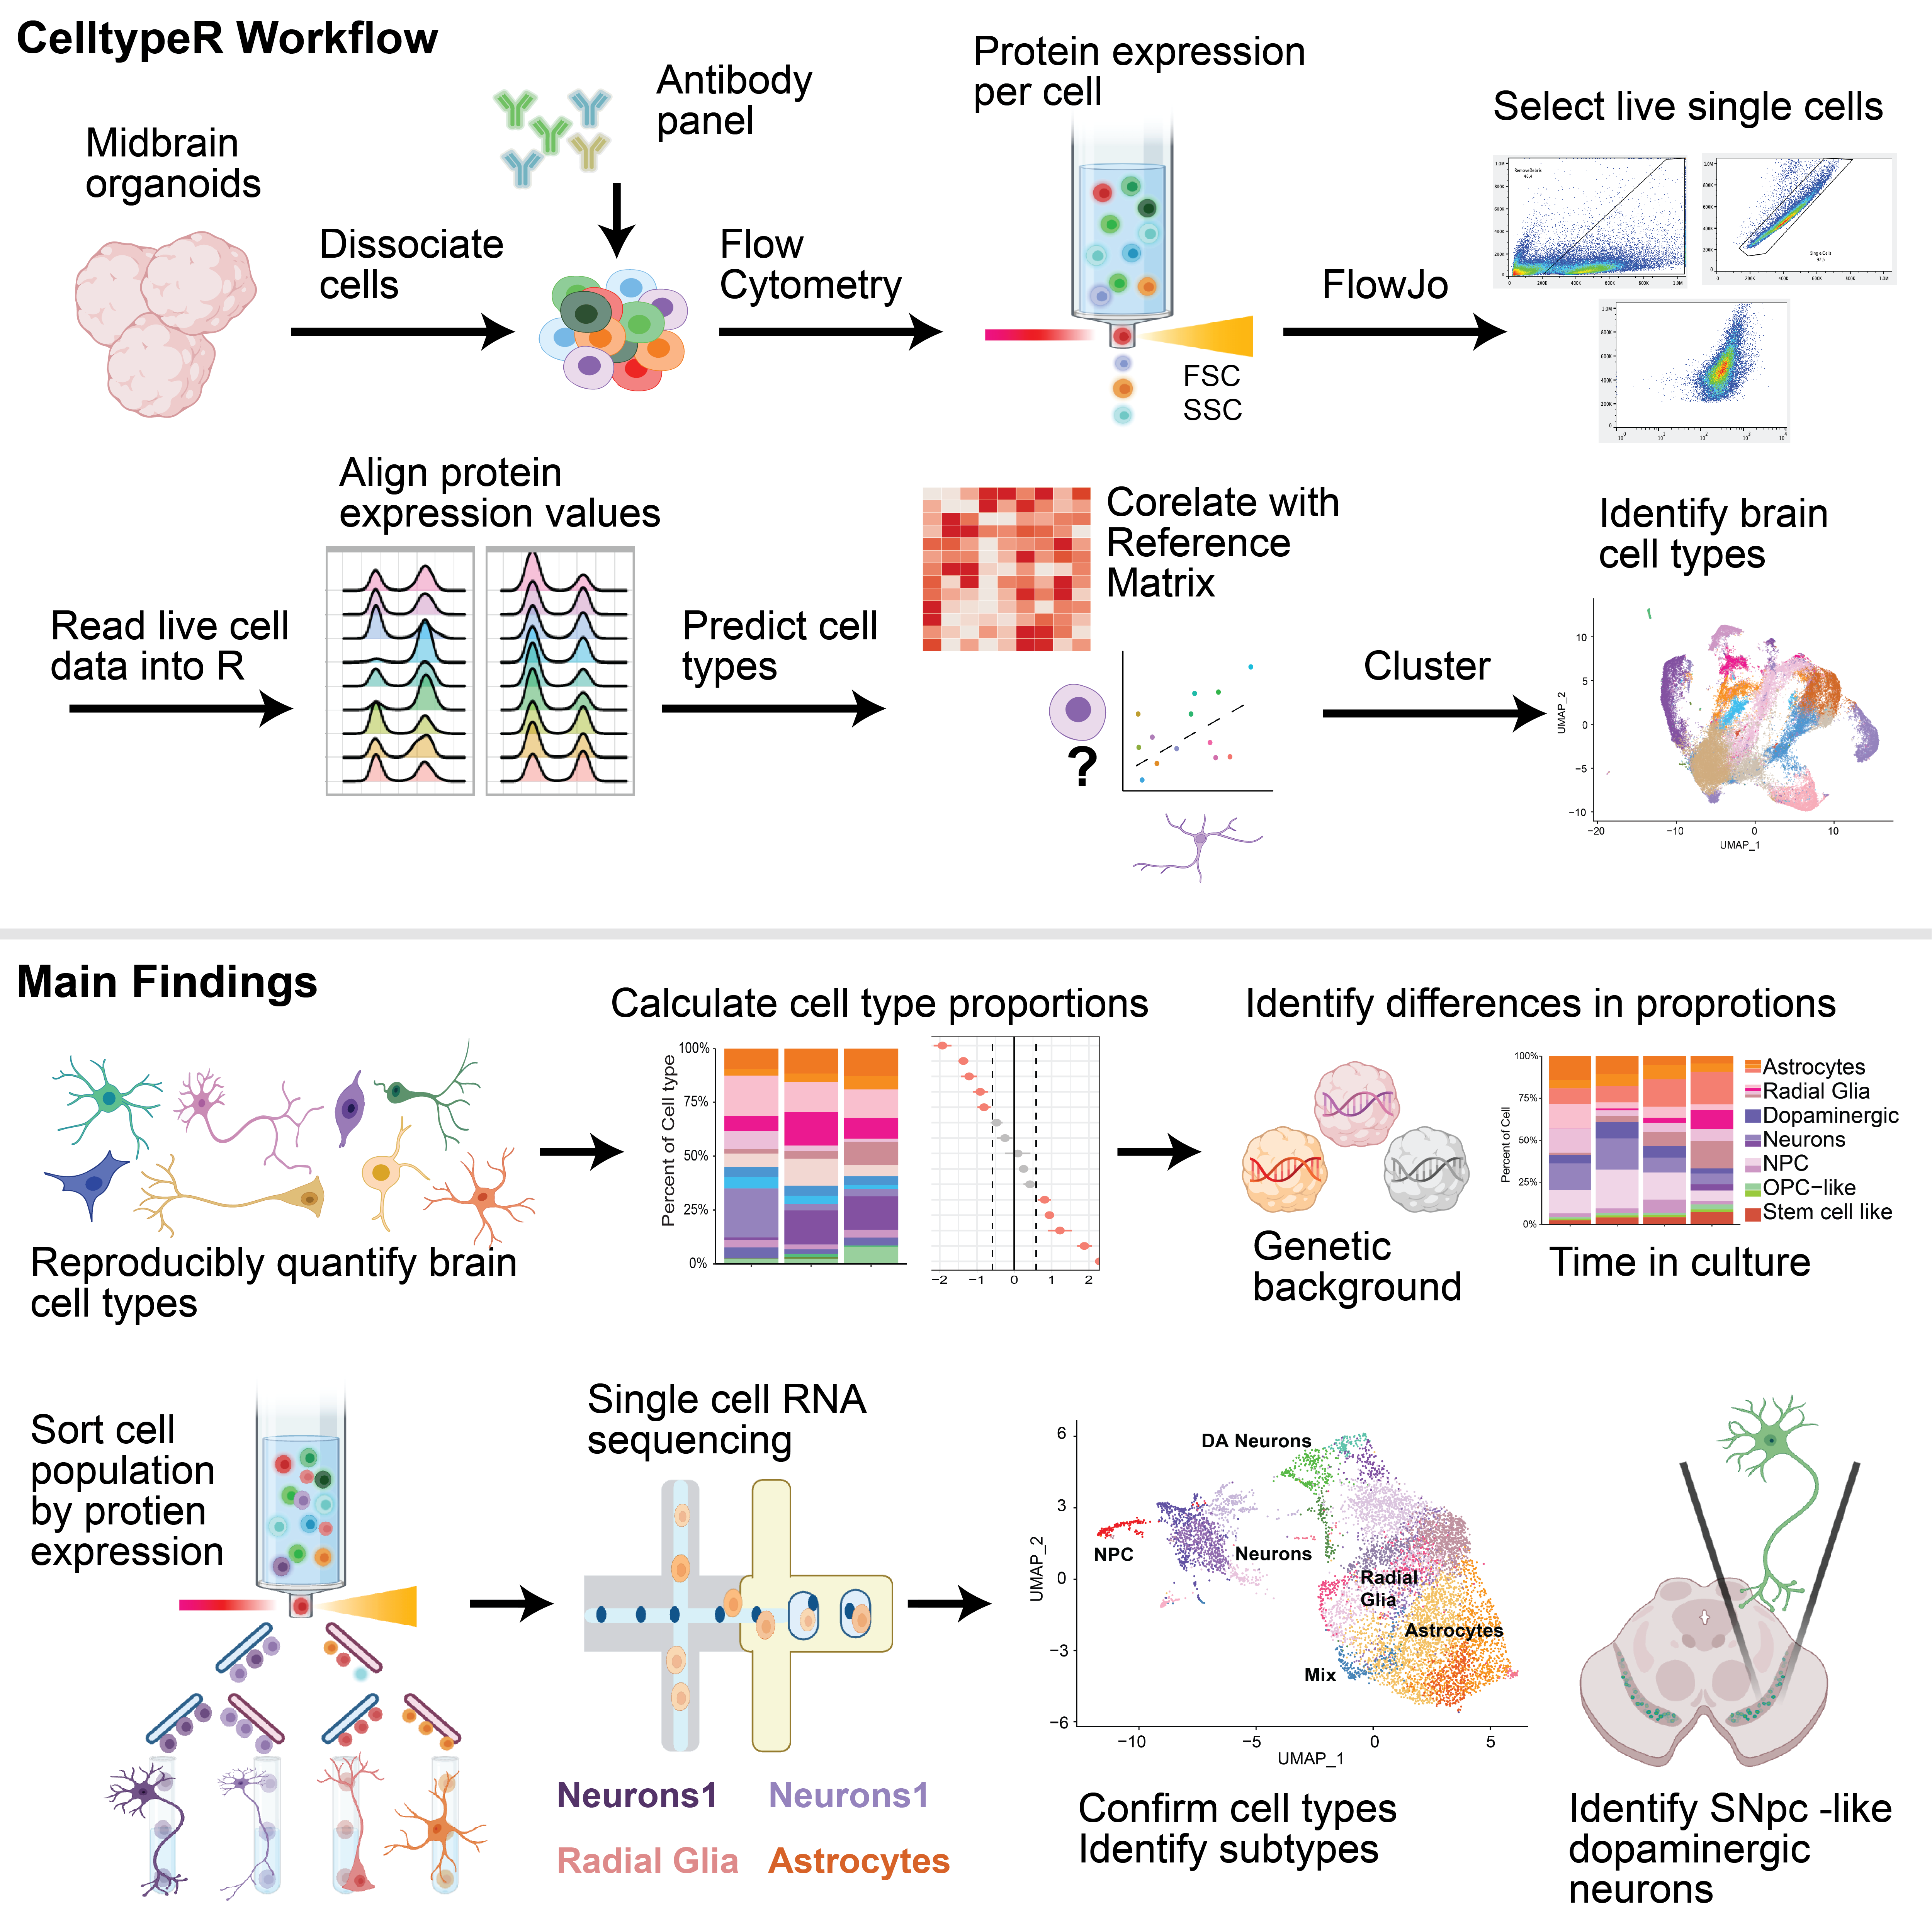 CelltypeR Workflow
Midbrain
organoids
Dissociate
cells
Antibody
panel
Flow
Cytometry
Protein expression
per cell
FSC
SSC
FlowJo
Select live single cells
Read live cell
data into R
Align protein
expression values
Predict cell
types
Corelate with
Reference
Matrix
?
Cluster
Identify brain
cell types
10
5
0
−5
−10
UMAP_2
−20
−10
0
10
UMAP_1
Main Findings
Reproducibly quantify brain
cell types
Calculate cell type proportions
Percent of Cell type
100%
75%
50%
25%
0%
−2
−1
0
1
2
Identify differences in proprotions
Genetic
background
Percent of Cell
100%
75%
50%
25%
0%
Astrocytes
Radial Glia
Dopaminergic
Neurons
NPC
OPC−like
Stem cell like
Time in culture
Sort cell
population
by protien
expression
Single cell RNA
sequencing
Neurons1
Neurons1
Radial Glia
Astrocytes
6
3
0
−3
−6
UMAP_2
DA Neurons
NPC
Neurons
Radial
Glia
Astrocytes
Mix
−10
−5
0
5
UMAP_1
Confirm cell types
Identify subtypes
Identify SNpc -like
dopaminergic
neurons